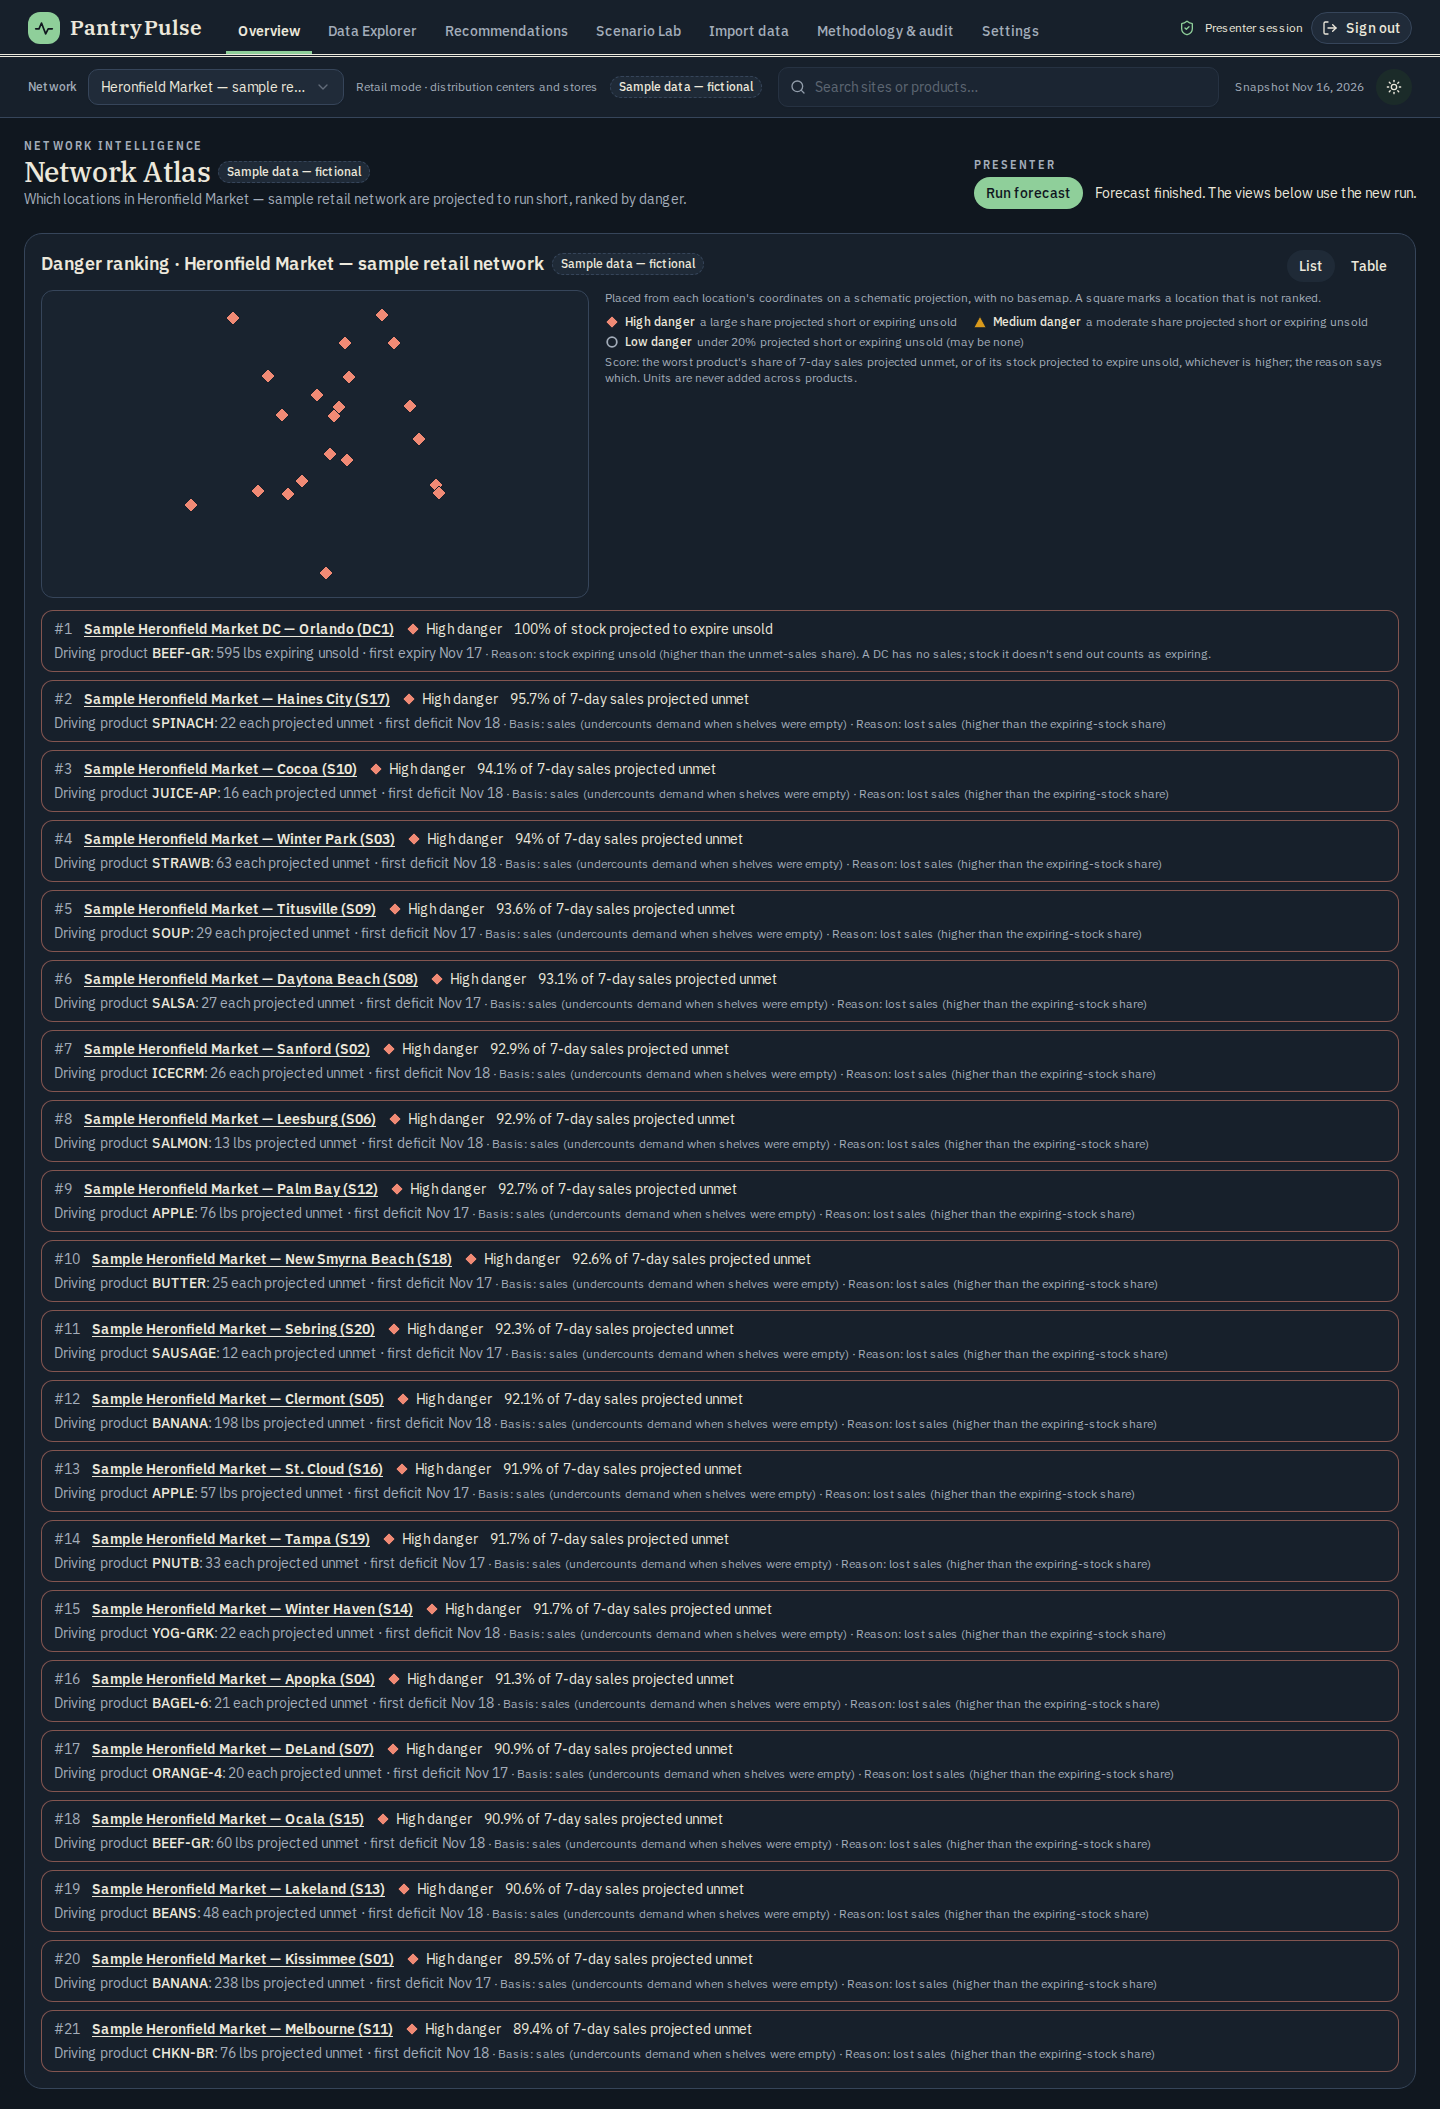 PantryPulse Overview Data Explorer Recommendations Scenario Lab Import data Methodology & audit Settings Presenter session Sign out
Network Heronfield Market — sample re... Retail mode · distribution centers and stores Sample data — fictional Search sites or products... Snapshot Nov 16, 2026
NETWORK INTELLIGENCE
Network Atlas Sample data — fictional
Which locations in Heronfield Market — sample retail network are projected to run short, ranked by danger.
PRESENTER
Run forecast Forecast finished. The views below use the new run.
Danger ranking · Heronfield Market — sample retail network Sample data — fictional List Table
Placed from each location's coordinates on a schematic projection, with no basemap. A square marks a location that is not ranked.
High danger a large share projected short or expiring unsold Medium danger a moderate share projected short or expiring unsold
Low danger under 20% projected short or expiring unsold (may be none)
Score: the worst product's share of 7-day sales projected unmet, or of its stock projected to expire unsold, whichever is higher; the reason says
which. Units are never added across products.
#1 Sample Heronfield Market DC — Orlando (DC1) High danger 100% of stock projected to expire unsold
Driving product BEEF-GR: 595 lbs expiring unsold · first expiry Nov 17 · Reason: stock expiring unsold (higher than the unmet-sales share). A DC has no sales; stock it doesn't send out counts as expiring.
#2 Sample Heronfield Market — Haines City (S17) High danger 95.7% of 7-day sales projected unmet
Driving product SPINACH: 22 each projected unmet · first deficit Nov 18 · Basis: sales (undercounts demand when shelves were empty) · Reason: lost sales (higher than the expiring-stock share)
#3 Sample Heronfield Market — Cocoa (S10) High danger 94.1% of 7-day sales projected unmet
Driving product JUICE-AP: 16 each projected unmet · first deficit Nov 18 · Basis: sales (undercounts demand when shelves were empty) · Reason: lost sales (higher than the expiring-stock share)
#4 Sample Heronfield Market — Winter Park (S03) High danger 94% of 7-day sales projected unmet
Driving product STRAWB: 63 each projected unmet · first deficit Nov 18 · Basis: sales (undercounts demand when shelves were empty) · Reason: lost sales (higher than the expiring-stock share)
#5 Sample Heronfield Market — Titusville (S09) High danger 93.6% of 7-day sales projected unmet
Driving product SOUP: 29 each projected unmet · first deficit Nov 17 · Basis: sales (undercounts demand when shelves were empty) · Reason: lost sales (higher than the expiring-stock share)
#6 Sample Heronfield Market — Daytona Beach (S08) High danger 93.1% of 7-day sales projected unmet
Driving product SALSA: 27 each projected unmet · first deficit Nov 17 · Basis: sales (undercounts demand when shelves were empty) · Reason: lost sales (higher than the expiring-stock share)
#7 Sample Heronfield Market — Sanford (S02) High danger 92.9% of 7-day sales projected unmet
Driving product ICECRM: 26 each projected unmet · first deficit Nov 18 · Basis: sales (undercounts demand when shelves were empty) · Reason: lost sales (higher than the expiring-stock share)
#8 Sample Heronfield Market — Leesburg (S06) High danger 92.9% of 7-day sales projected unmet
Driving product SALMON: 13 lbs projected unmet · first deficit Nov 18 · Basis: sales (undercounts demand when shelves were empty) · Reason: lost sales (higher than the expiring-stock share)
#9 Sample Heronfield Market — Palm Bay (S12) High danger 92.7% of 7-day sales projected unmet
Driving product APPLE: 76 lbs projected unmet · first deficit Nov 17 · Basis: sales (undercounts demand when shelves were empty) · Reason: lost sales (higher than the expiring-stock share)
#10 Sample Heronfield Market — New Smyrna Beach (S18) High danger 92.6% of 7-day sales projected unmet
Driving product BUTTER: 25 each projected unmet · first deficit Nov 17 · Basis: sales (undercounts demand when shelves were empty) · Reason: lost sales (higher than the expiring-stock share)
#11 Sample Heronfield Market — Sebring (S20) High danger 92.3% of 7-day sales projected unmet
Driving product SAUSAGE: 12 each projected unmet · first deficit Nov 17 · Basis: sales (undercounts demand when shelves were empty) · Reason: lost sales (higher than the expiring-stock share)
#12 Sample Heronfield Market — Clermont (S05) High danger 92.1% of 7-day sales projected unmet
Driving product BANANA: 198 lbs projected unmet · first deficit Nov 18 · Basis: sales (undercounts demand when shelves were empty) · Reason: lost sales (higher than the expiring-stock share)
#13 Sample Heronfield Market — St. Cloud (S16) High danger 91.9% of 7-day sales projected unmet
Driving product APPLE: 57 lbs projected unmet · first deficit Nov 17 · Basis: sales (undercounts demand when shelves were empty) · Reason: lost sales (higher than the expiring-stock share)
#14 Sample Heronfield Market — Tampa (S19) High danger 91.7% of 7-day sales projected unmet
Driving product PNUTB: 33 each projected unmet · first deficit Nov 17 · Basis: sales (undercounts demand when shelves were empty) · Reason: lost sales (higher than the expiring-stock share)
#15 Sample Heronfield Market — Winter Haven (S14) High danger 91.7% of 7-day sales projected unmet
Driving product YOG-GRK: 22 each projected unmet · first deficit Nov 18 · Basis: sales (undercounts demand when shelves were empty) · Reason: lost sales (higher than the expiring-stock share)
#16 Sample Heronfield Market — Apopka (S04) High danger 91.3% of 7-day sales projected unmet
Driving product BAGEL-6: 21 each projected unmet · first deficit Nov 18 · Basis: sales (undercounts demand when shelves were empty) · Reason: lost sales (higher than the expiring-stock share)
#17 Sample Heronfield Market — DeLand (S07) High danger 90.9% of 7-day sales projected unmet
Driving product ORANGE-4: 20 each projected unmet · first deficit Nov 17 · Basis: sales (undercounts demand when shelves were empty) · Reason: lost sales (higher than the expiring-stock share)
#18 Sample Heronfield Market — Ocala (S15) High danger 90.9% of 7-day sales projected unmet
Driving product BEEF-GR: 60 lbs projected unmet · first deficit Nov 18 · Basis: sales (undercounts demand when shelves were empty) · Reason: lost sales (higher than the expiring-stock share)
#19 Sample Heronfield Market — Lakeland (S13) High danger 90.6% of 7-day sales projected unmet
Driving product BEANS: 48 each projected unmet · first deficit Nov 18 · Basis: sales (undercounts demand when shelves were empty) · Reason: lost sales (higher than the expiring-stock share)
#20 Sample Heronfield Market — Kissimmee (S01) High danger 89.5% of 7-day sales projected unmet
Driving product BANANA: 238 lbs projected unmet · first deficit Nov 17 · Basis: sales (undercounts demand when shelves were empty) · Reason: lost sales (higher than the expiring-stock share)
#21 Sample Heronfield Market — Melbourne (S11) High danger 89.4% of 7-day sales projected unmet
Driving product CHKN-BR: 76 lbs projected unmet · first deficit Nov 18 · Basis: sales (undercounts demand when shelves were empty) · Reason: lost sales (higher than the expiring-stock share)